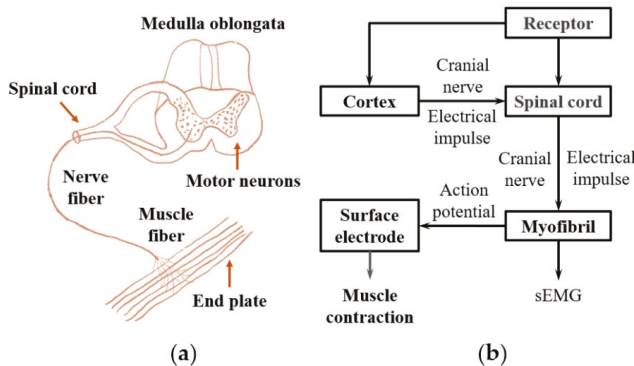 Medulla oblongata
Spinal cord
Motor neurons
Nerve
fiber
Muscle
fiber
End plate
(a)
Receptor
Cranial
nerve
Cortex
Spinal cord
Electrical
impulse
Cranial
nerve
Electrical
impulse
Action
potential
Surface
electrode
Myofibril
Muscle
contraction
sEMG
(b)